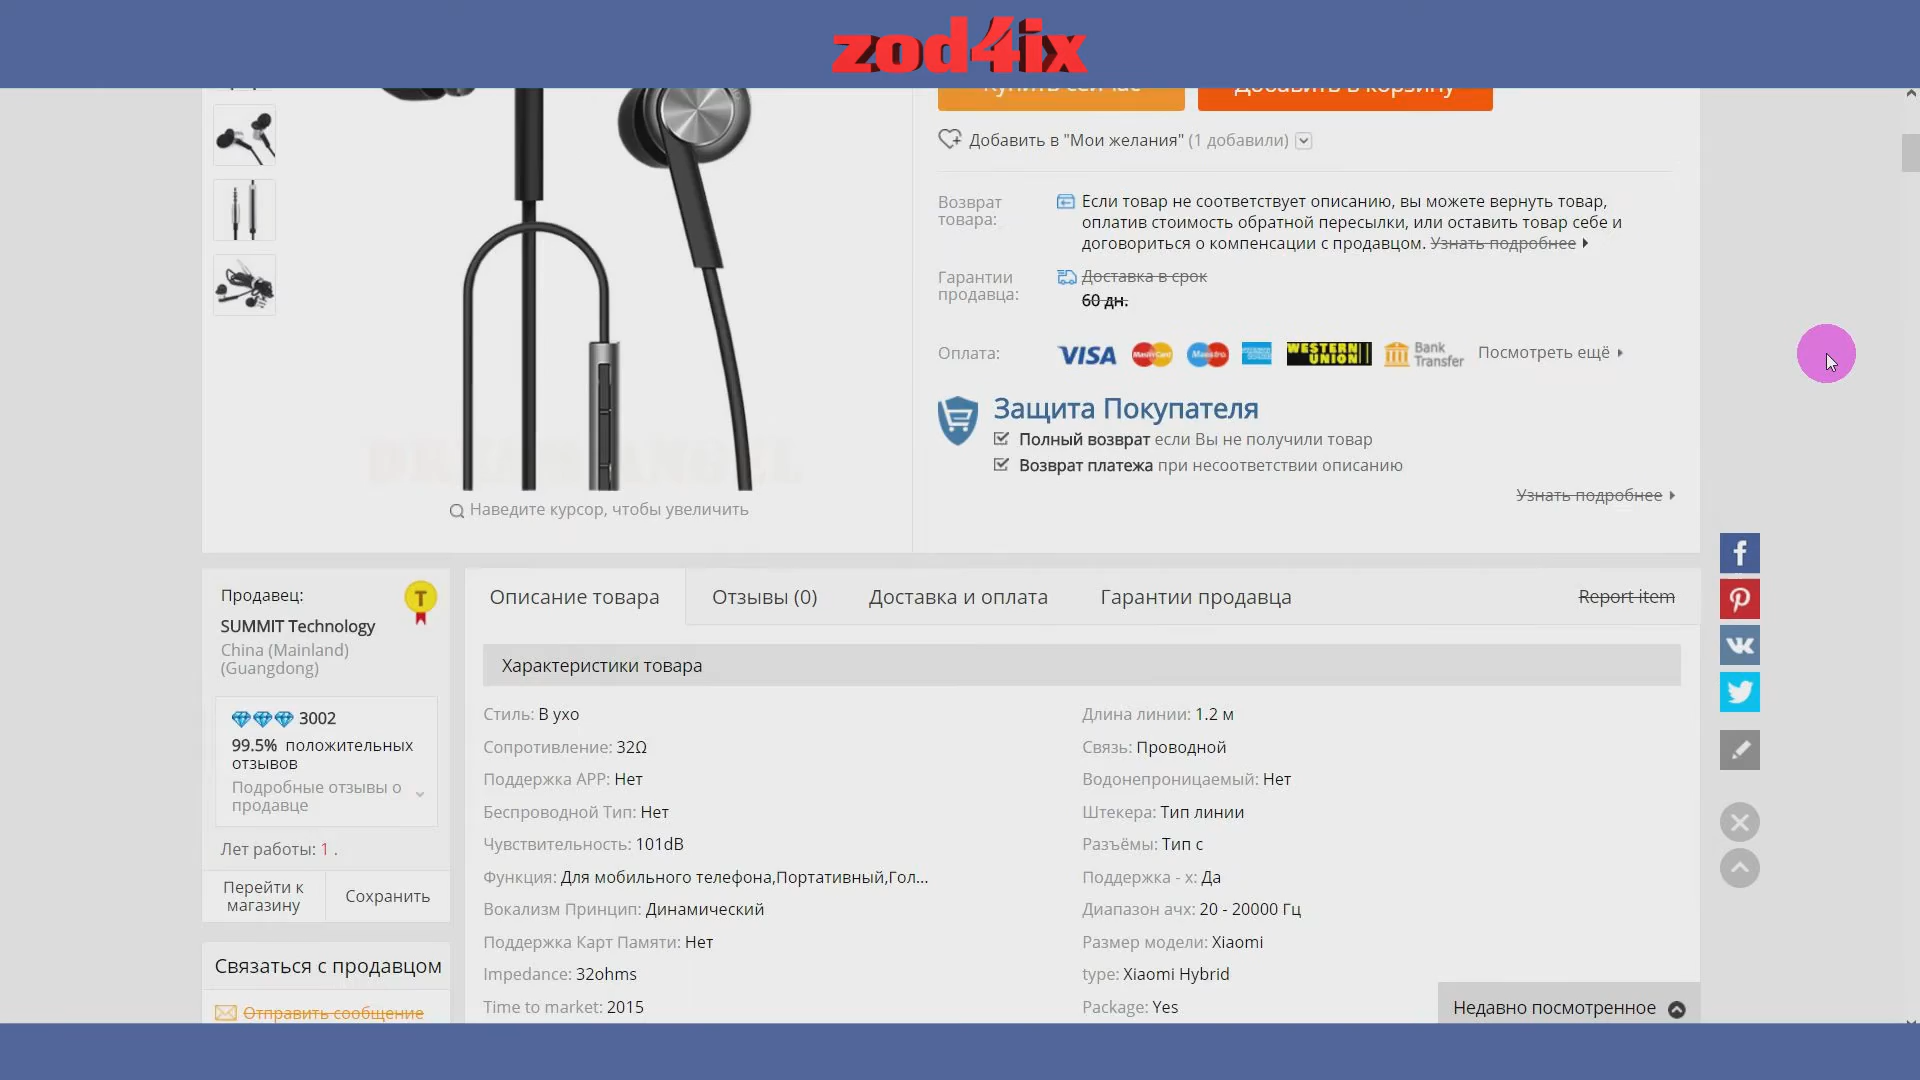 zod4ix
Купить сейчас
Добавить в корзину
Добавить в "Мои желания" (1 добавили)
Возврат товара:
Если товар не соответствует описанию, вы можете вернуть товар,
оплатив стоимость обратной пересылки, или оставить товар себе и
договориться о компенсации с продавцом. Узнать подробнее
Гарантии продавца:
Доставка в срок
60 дн.
Оплата:
VISA MasterCard Maestro WESTERN UNION Bank Transfer Посмотреть ещё
Защита Покупателя
Полный возврат если Вы не получили товар
Возврат платежа при несоответствии описанию
Узнать подробнее
Наведите курсор, чтобы увеличить
Продавец:
T
SUMMIT Technology
China (Mainland)
(Guangdong)
3002
99.5% положительных
отзывов
Подробные отзывы о
продавце
Лет работы: 1 .
Перейти к
магазину
Сохранить
Связаться с продавцом
Отправить сообщение
Описание товара
Отзывы (0)
Доставка и оплата
Гарантии продавца
Report item
Характеристики товара
Стиль: В ухо
Длина линии: 1.2 м
Сопротивление: 32Ω
Связь: Проводной
Поддержка APP: Нет
Водонепроницаемый: Нет
Беспроводной Тип: Нет
Штекера: Тип линии
Чувствительность: 101dB
Разъёмы: Тип с
Функция: Для мобильного телефона,Портативный,Гол...
Поддержка - х: Да
Вокализм Принцип: Динамический
Диапазон ачх: 20 - 20000 Гц
Поддержка Карт Памяти: Нет
Размер модели: Xiaomi
Impedance: 32ohms
type: Xiaomi Hybrid
Time to market: 2015
Package: Yes
Недавно посмотренное